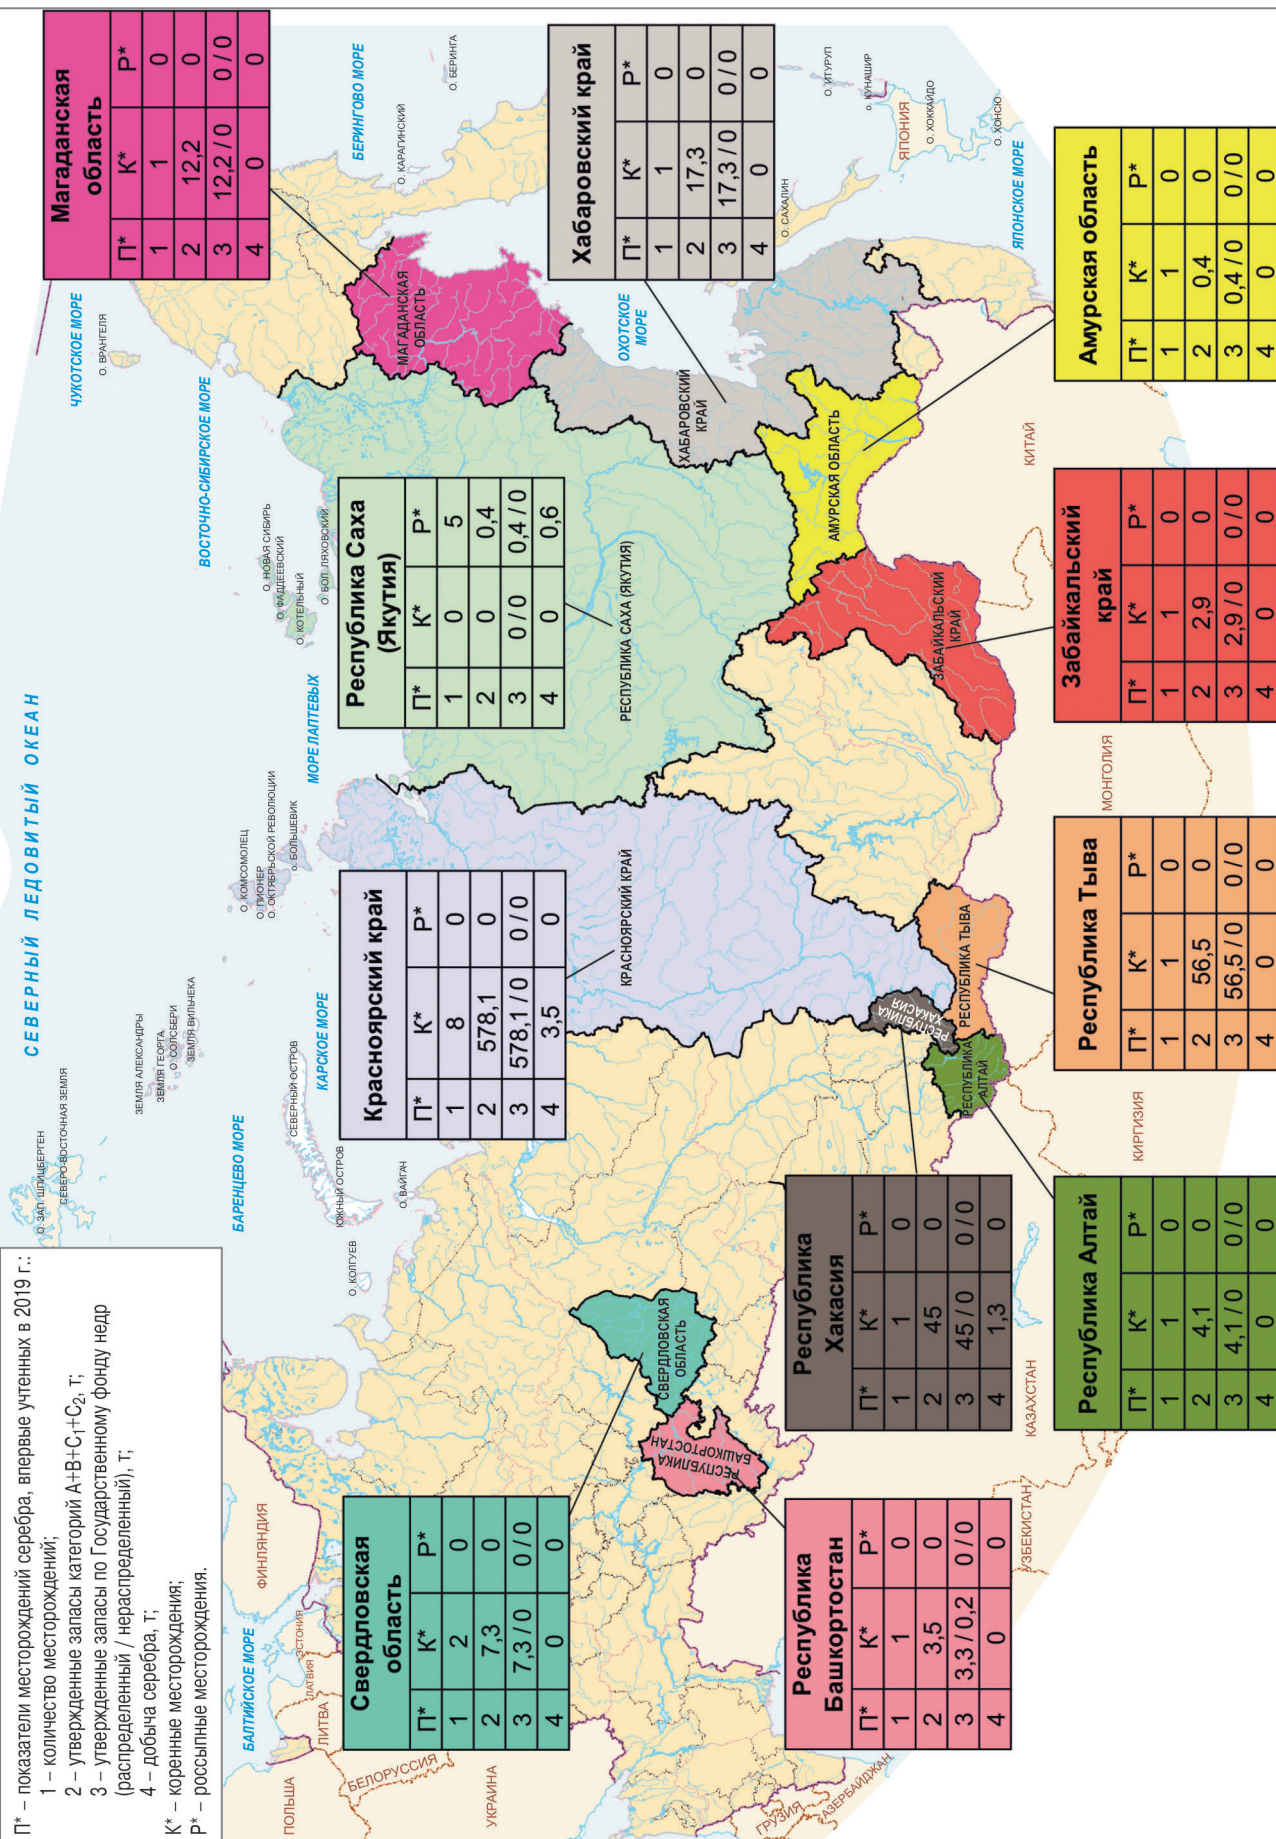 П* – показатели месторождений серебра, впервые учтенных в 2019 г.:
1 – количество месторождений;
2 – утвержденные запасы категорий А+В+С₁+С₂, т;
3 – утвержденные запасы по Государственному фонду недр
(распределенный / нераспределенный), т;
4 – добыча серебра, т;
К* – коренные месторождения;
Р* – россыпные месторождения.
СЕВЕРНЫЙ ЛЕДОВИТЫЙ ОКЕАН
О. ЗАП. ШПИЦБЕРГЕН
СЕВЕРО-ВОСТОЧНАЯ ЗЕМЛЯ
ЗЕМЛЯ АЛЕКСАНДРЫ
ЗЕМЛЯ ГЕОРГА
О. СОЛСБЕРИ
ЗЕМЛЯ ВИЛЬЧЕКА
БАРЕНЦЕВО МОРЕ
СЕВЕРНЫЙ ОСТРОВ
ЮЖНЫЙ ОСТРОВ
О. ВАЙГАЧ
О. КОЛГУЕВ
КАРСКОЕ МОРЕ
О. КОМСОМОЛЕЦ
О. ПИОНЕР
О. ОКТЯБРЬСКОЙ РЕВОЛЮЦИИ
О. БОЛЬШЕВИК
МОРЕ ЛАПТЕВЫХ
О. НОВАЯ СИБИРЬ
О. ФАДДЕЕВСКИЙ
О. КОТЕЛЬНЫЙ
О. БОЛ. ЛЯХОВСКИЙ
ВОСТОЧНО-СИБИРСКОЕ МОРЕ
ЧУКОТСКОЕ МОРЕ
О. ВРАНГЕЛЯ
БЕРИНГОВО МОРЕ
О. КАРАГИНСКИЙ
О. БЕРИНГА
Магаданская
область
П* К* Р*
1 1 0
2 12,2 0
3 12,2 / 0 0 / 0
4 0 0
МАГАДАНСКАЯ
ОБЛАСТЬ
Свердловская
область
П* К* Р*
1 2 0
2 7,3 0
3 7,3 / 0 0 / 0
4 0 0
СВЕРДЛОВСКАЯ
ОБЛАСТЬ
Красноярский край
П* К* Р*
1 8 0
2 578,1 0
3 578,1 / 0 0 / 0
4 3,5 0
КРАСНОЯРСКИЙ КРАЙ
Республика Саха
(Якутия)
П* К* Р*
1 0 5
2 0 0,4
3 0 / 0 0,4 / 0
4 0 0,6
РЕСПУБЛИКА САХА (ЯКУТИЯ)
Хабаровский край
П* К* Р*
1 1 0
2 17,3 0
3 17,3 / 0 0 / 0
4 0 0
ХАБАРОВСКИЙ
КРАЙ
ОХОТСКОЕ
МОРЕ
О. САХАЛИН
О. ИТУРУП
О. КУНАШИР
ЯПОНИЯ
О. ХОККАЙДО
О. ХОНСЮ
ЯПОНСКОЕ МОРЕ
БАЛТИЙСКОЕ МОРЕ
ФИНЛЯНДИЯ
ЭСТОНИЯ
ЛАТВИЯ
ЛИТВА
ПОЛЬША
БЕЛОРУССИЯ
УКРАИНА
ГРУЗИЯ
АЗЕРБАЙДЖАН
РЕСПУБЛИКА
БАШКОРТОСТАН
Республика
Башкортостан
П* К* Р*
1 1 0
2 3,5 0
3 3,3 / 0,2 0 / 0
4 0 0
Республика
Хакасия
П* К* Р*
1 1 0
2 45 0
3 45 / 0 0 / 0
4 1,3 0
РЕСПУБЛИКА
ХАКАСИЯ
РЕСПУБЛИКА
АЛТАЙ
РЕСПУБЛИКА ТЫВА
ЗАБАЙКАЛЬСКИЙ
КРАЙ
АМУРСКАЯ ОБЛАСТЬ
УЗБЕКИСТАН
КАЗАХСТАН
КИРГИЗИЯ
МОНГОЛИЯ
КИТАЙ
Республика Алтай
П* К* Р*
1 1 0
2 4,1 0
3 4,1 / 0 0 / 0
4 0 0
Республика Тыва
П* К* Р*
1 1 0
2 56,5 0
3 56,5 / 0 0 / 0
4 0 0
Забайкальский
край
П* К* Р*
1 1 0
2 2,9 0
3 2,9 / 0 0 / 0
4 0 0
Амурская область
П* К* Р*
1 1 0
2 0,4 0
3 0,4 / 0 0 / 0
4 0 0